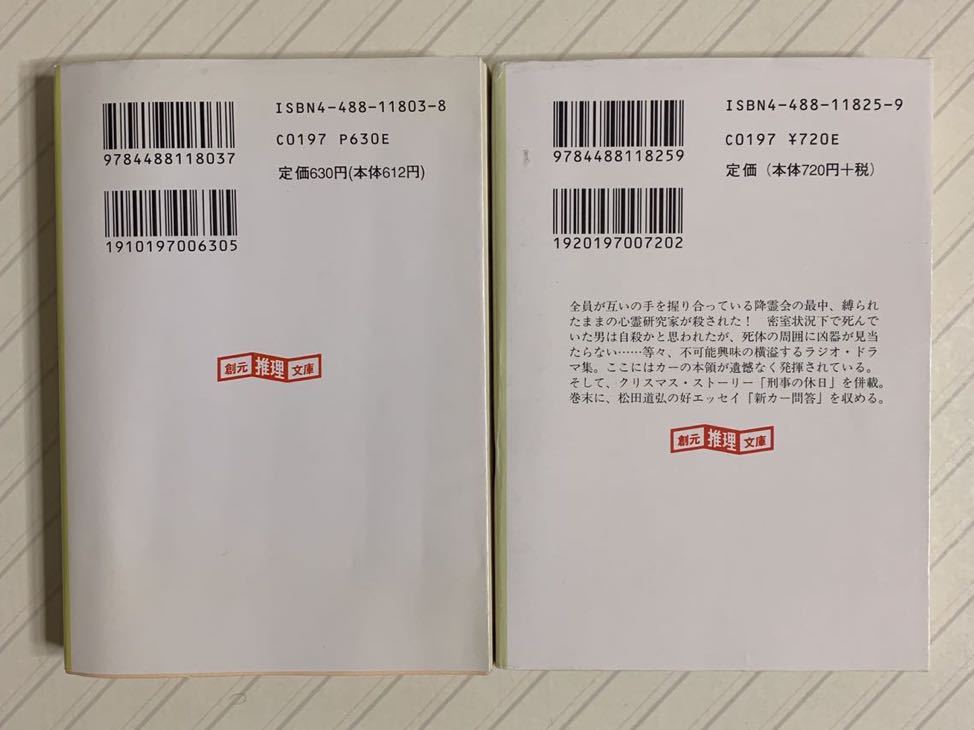 ISBN4-488-11803-8
9784488118037
C0197 P630E
定価630円(本体612円)
1910197006305
創元 推理 文庫
ISBN4-488-11825-9
9784488118259
C0197 ¥720E
定価（本体720円＋税）
1920197007202
全員が互いの手を握り合っている降霊会の最中、縛られ
たままの心霊研究家が殺された！　密室状況下で死んで
いた男は自殺かと思われたが、死体の周囲に凶器が見当
たらない……等々、不可能興味の横溢するラジオ・ドラ
マ集。ここにはカーの本領が遺憾なく発揮されている。
そして、クリスマス・ストーリー「刑事の休日」を併載。
巻末に、松田道弘の好エッセイ「新カー問答」を収める。
創元 推理 文庫